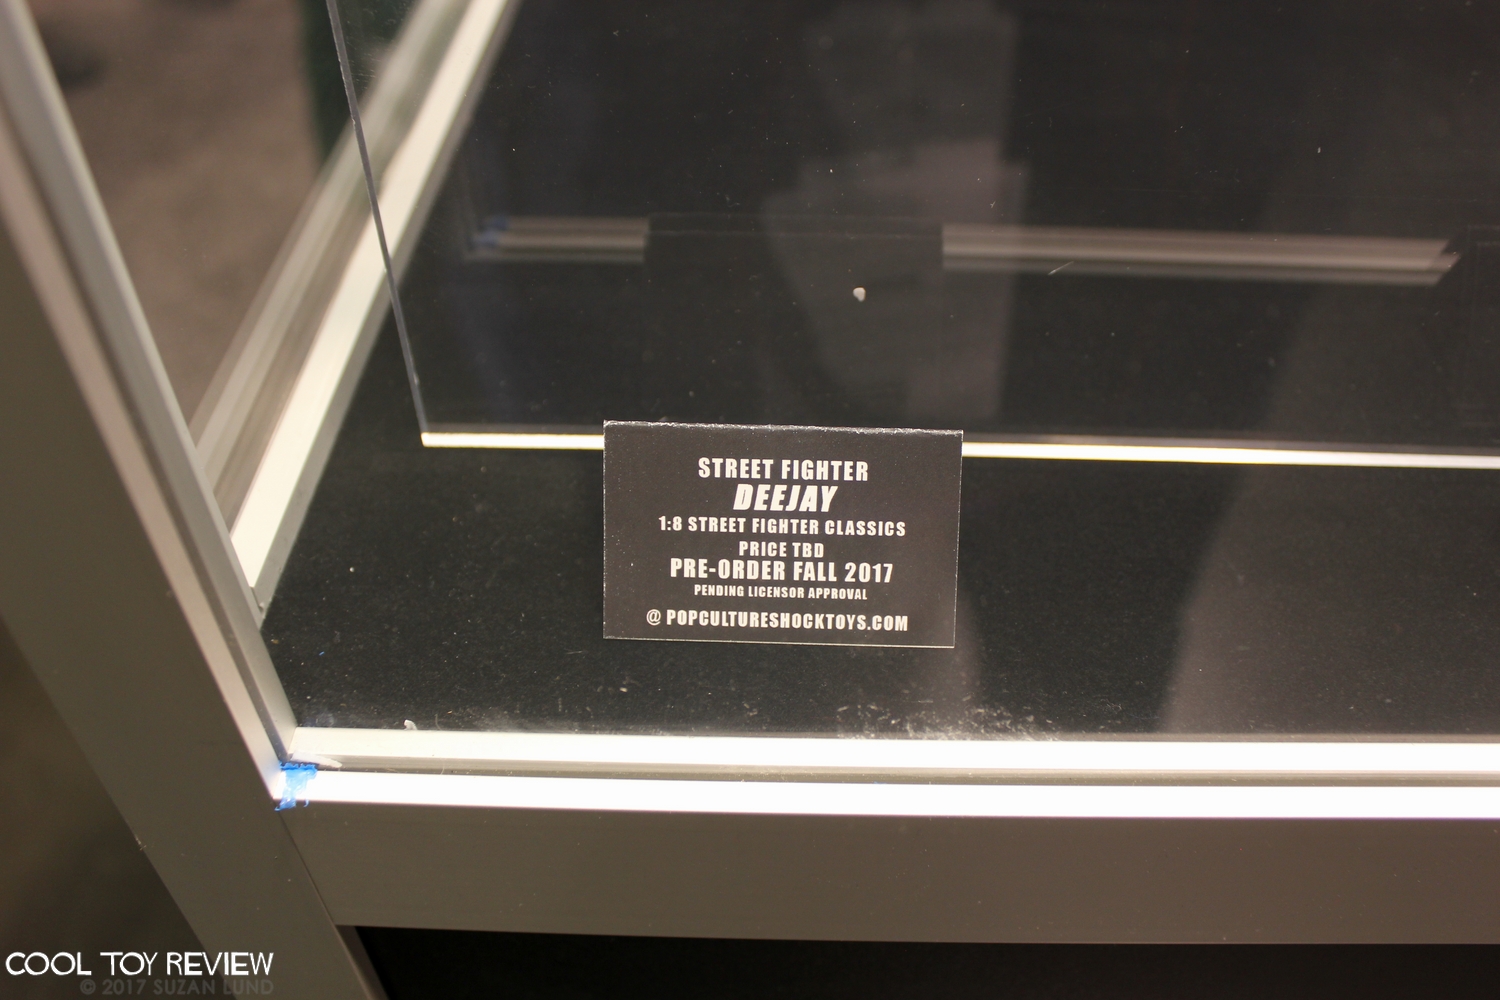 STREET FIGHTER
DEEJAY
1:8 STREET FIGHTER CLASSICS
PRICE TBD
PRE-ORDER FALL 2017
PENDING LICENSOR APPROVAL
@ POPCULTURESHOCKTOYS.COM
COOL TOY REVIEW
© 2017 SUZAN LUND